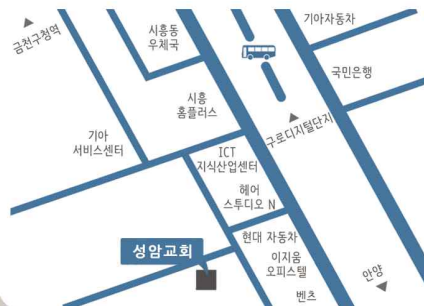 금천구청역
시흥동
우체국
기아자동차
국민은행
시흥
홈플러스
구로디지털단지
기아
서비스센터
ICT
지식산업센터
헤어
스투디오 N
현대 자동차
성암교회
이지움
오피스텔
안양
벤츠